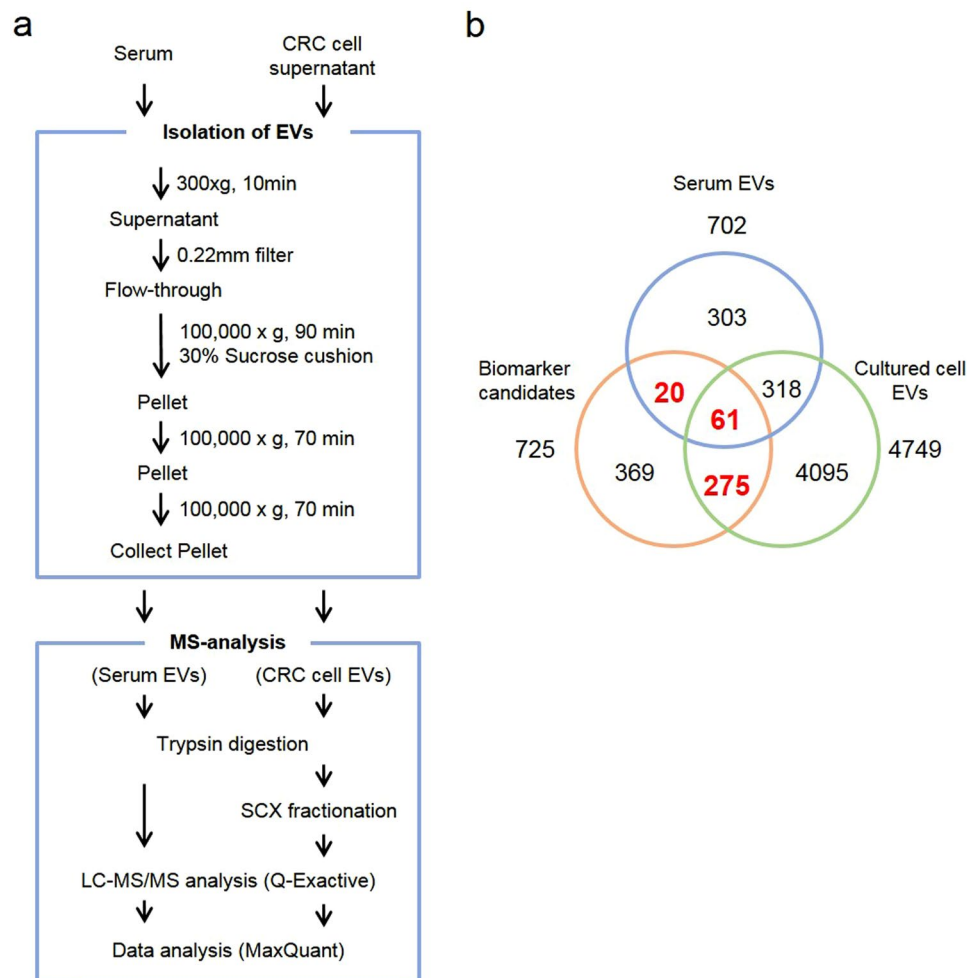 a
Serum
CRC cell
supernatant
Isolation of EVs
300xg, 10min
Supernatant
0.22mm filter
Flow-through
100,000 x g, 90 min
30% Sucrose cushion
Pellet
100,000 x g, 70 min
Pellet
100,000 x g, 70 min
Collect Pellet
MS-analysis
(Serum EVs)
(CRC cell EVs)
Trypsin digestion
SCX fractionation
LC-MS/MS analysis (Q-Exactive)
Data analysis (MaxQuant)
b
Serum EVs
702
303
Biomarker
candidates
725
20
61
318
Cultured cell
EVs
4749
369
275
4095